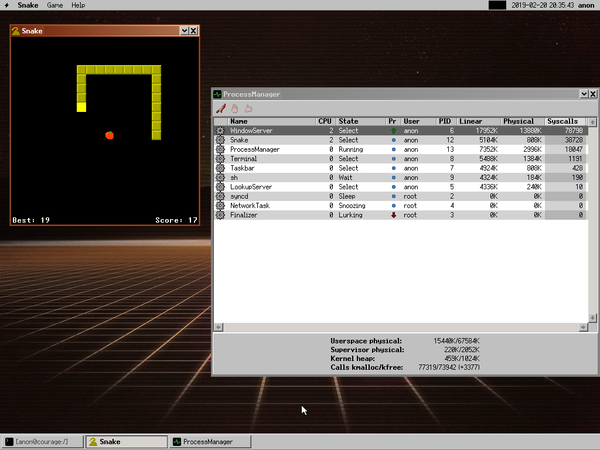 Snake Game Help 2019-02-20 20:35:43 anon
Snake
Best: 19 Score: 17
ProcessManager
Name CPU State Pr User PID Linear Physical Syscalls
WindowServer 2 Select anon 6 17952K 13880K 78798
Snake 2 Select anon 12 5104K 808K 38728
ProcessManager 0 Running anon 13 7352K 2996K 10047
Terminal 0 Select anon 8 5488K 1384K 1191
Taskbar 0 Select anon 7 4924K 808K 428
sh 0 Wait anon 9 4324K 184K 190
LookupServer 0 Select anon 5 4336K 240K 10
syncd 0 Sleep root 2 0K 0K 0
NetworkTask 0 Snoozing root 4 0K 0K 0
Finalizer 0 Lurking root 3 0K 0K 0
Userspace physical: 15440K/67584K
Supervisor physical: 220K/2052K
Kernel heap: 459K/1024K
Calls kmalloc/kfree: 77319/73942 (+3377)
[anon@courage:/] Snake ProcessManager